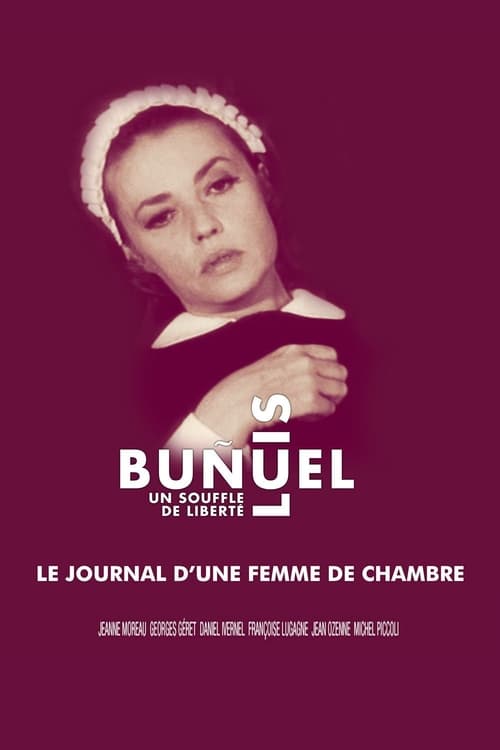 LUIS
BUÑUEL
UN SOUFFLE
DE LIBERTÉ
LE JOURNAL D'UNE FEMME DE CHAMBRE
JEANNE MOREAU GEORGES GÉRET DANIEL IVERNEL FRANÇOISE LUGAGNE JEAN OZENNE MICHEL PICCOLI